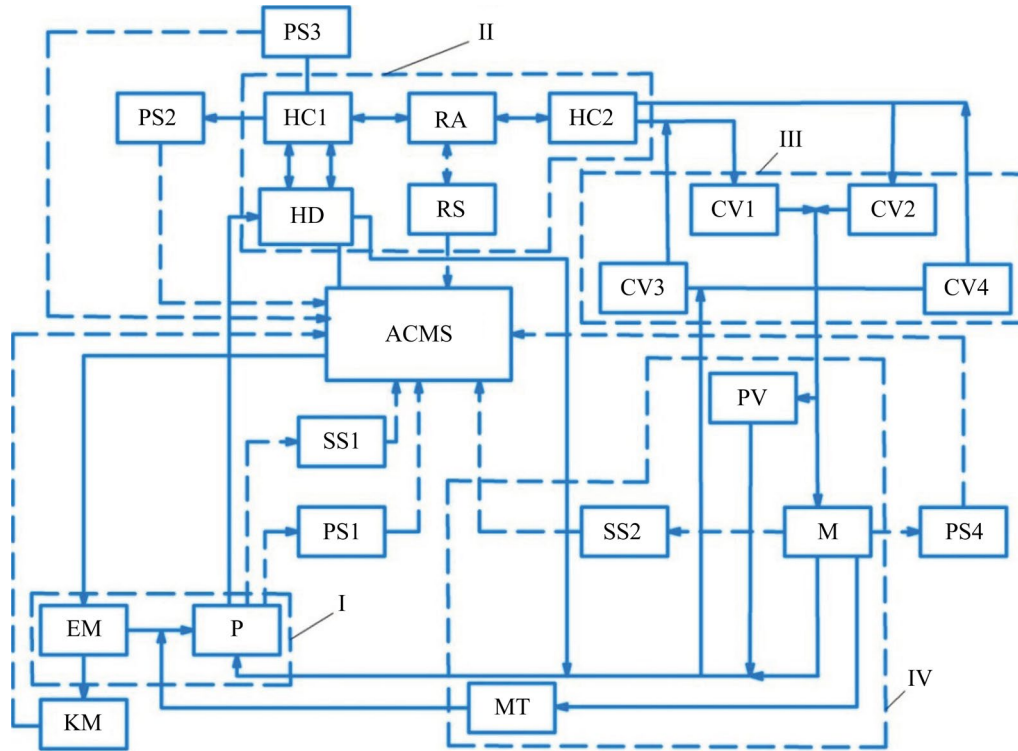 PS3
II
PS2
HC1
RA
HC2
III
HD
RS
CV1
CV2
CV3
CV4
ACMS
PV
SS1
PS1
SS2
M
PS4
I
EM
P
IV
MT
KM